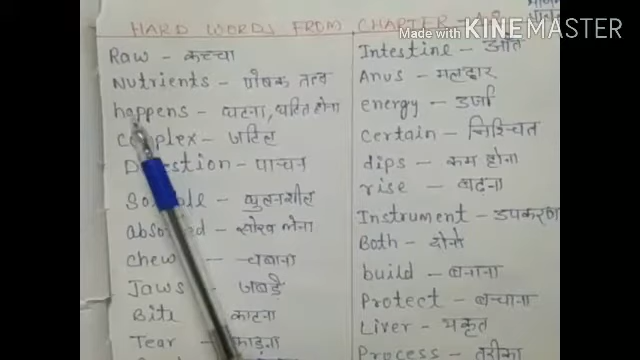 HARD WORDS FROM CHAPTER -
Made with KINEMASTER
Raw - कच्चा
Nutrients - पोषक तत्व
happens - घटना, घटित होना
complex - जटिल
Digestion - पाचन
- घुलनशील
absorbed - सोख लेना
chew - चबाना
Jaws - जबड़े
Bite - काटना
Tear - फाड़ना
Intestine - आँत
Anus - मलद्वार
energy - उर्जा
certain - निश्चित
dips - कम होना
rise - बढ़ना
Instrument - उपकरण
Both - दोनो
build - बनाना
Protect - बचाना
Liver - यकृत
Process - तरीका